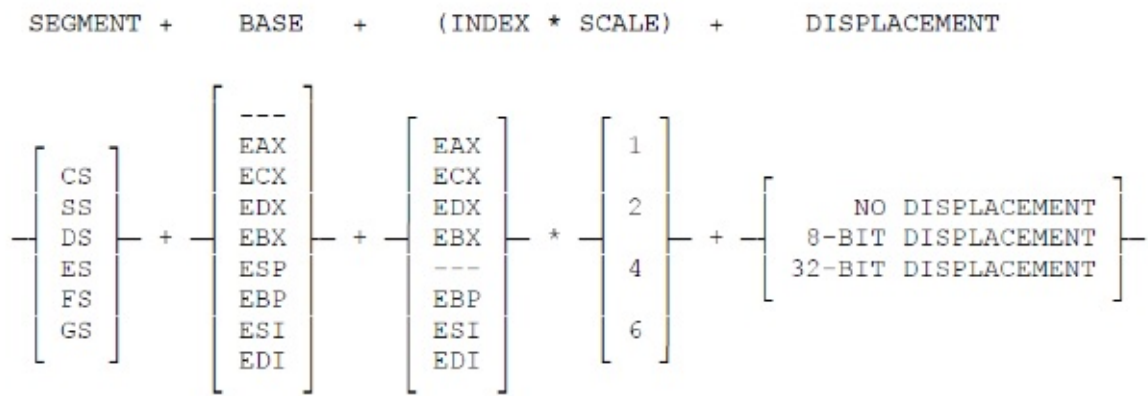 SEGMENT + BASE + (INDEX * SCALE) + DISPLACEMENT
---
EAX EAX 1
CS ECX ECX
SS EDX EDX 2 NO DISPLACEMENT
DS + EBX + EBX * + 8-BIT DISPLACEMENT
ES ESP --- 4 32-BIT DISPLACEMENT
FS EBP EBP
GS ESI ESI 6
EDI EDI